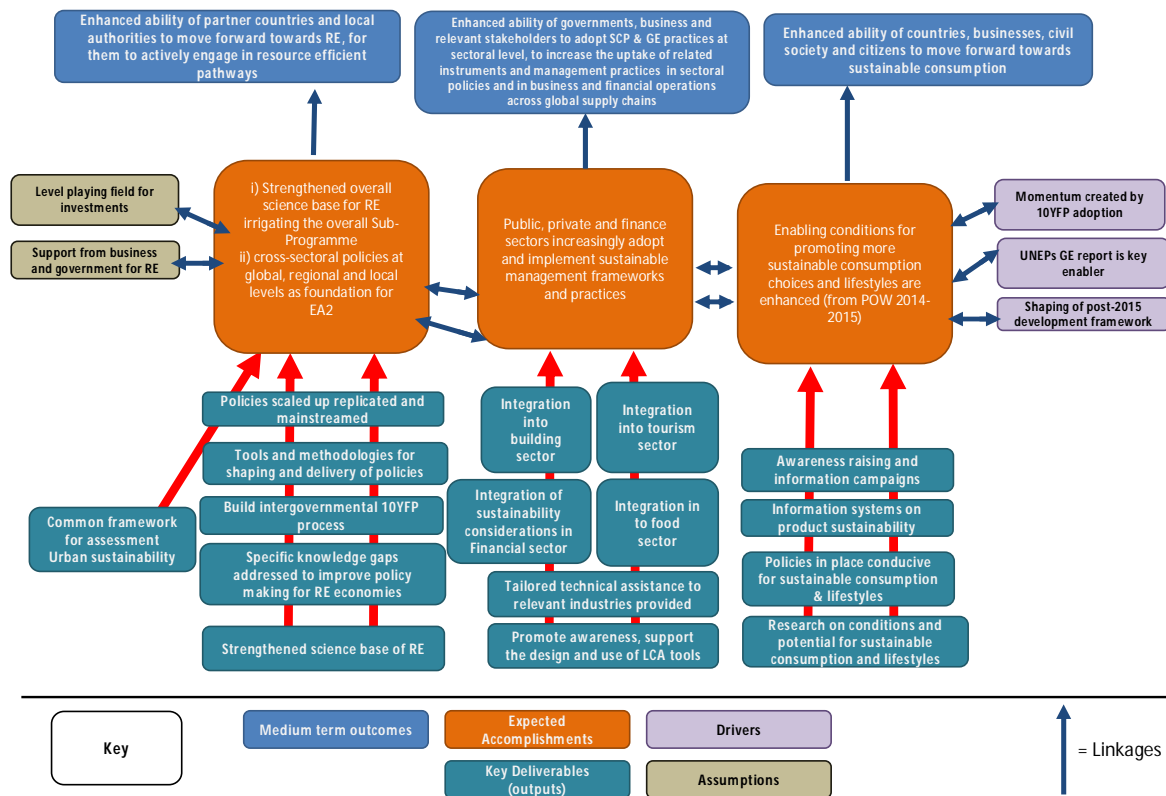 Enhanced ability of partner countries and local
authorities to move forward towards RE, for
them to actively engage in resource efficient
pathways
Enhanced ability of governments, business and
relevant stakeholders to adopt SCP & GE practices at
sectoral level, to increase the uptake of related
instruments and management practices in sectoral
policies and in business and financial operations
across global supply chains
Enhanced ability of countries, businesses, civil
society and citizens to move forward towards
sustainable consumption
Level playing field for
investments
Support from business
and government for RE
i) Strengthened overall
science base for RE
irrigating the overall Sub-
Programme
ii) cross-sectoral policies at
global, regional and local
levels as foundation for
EA2
Public, private and finance
sectors increasingly adopt
and implement sustainable
management frameworks
and practices
Enabling conditions for
promoting more
sustainable consumption
choices and lifestyles are
enhanced (from POW 2014-
2015)
Momentum created by
10YFP adoption
UNEPs GE report is key
enabler
Shaping of post-2015
development framework
Common framework
for assessment
Urban sustainability
Policies scaled up replicated and
mainstreamed
Tools and methodologies for
shaping and delivery of policies
Build intergovernmental 10YFP
process
Specific knowledge gaps
addressed to improve policy
making for RE economies
Strengthened science base of RE
Integration
into
building
sector
Integration
into tourism
sector
Integration of
sustainability
considerations in
Financial sector
Integration in
to food
sector
Tailored technical assistance to
relevant industries provided
Promote awareness, support
the design and use of LCA tools
Awareness raising and
information campaigns
Information systems on
product sustainability
Policies in place conducive
for sustainable consumption
& lifestyles
Research on conditions and
potential for sustainable
consumption and lifestyles
Key
Medium term outcomes
Expected
Accomplishments
Drivers
Key Deliverables
(outputs)
Assumptions
= Linkages